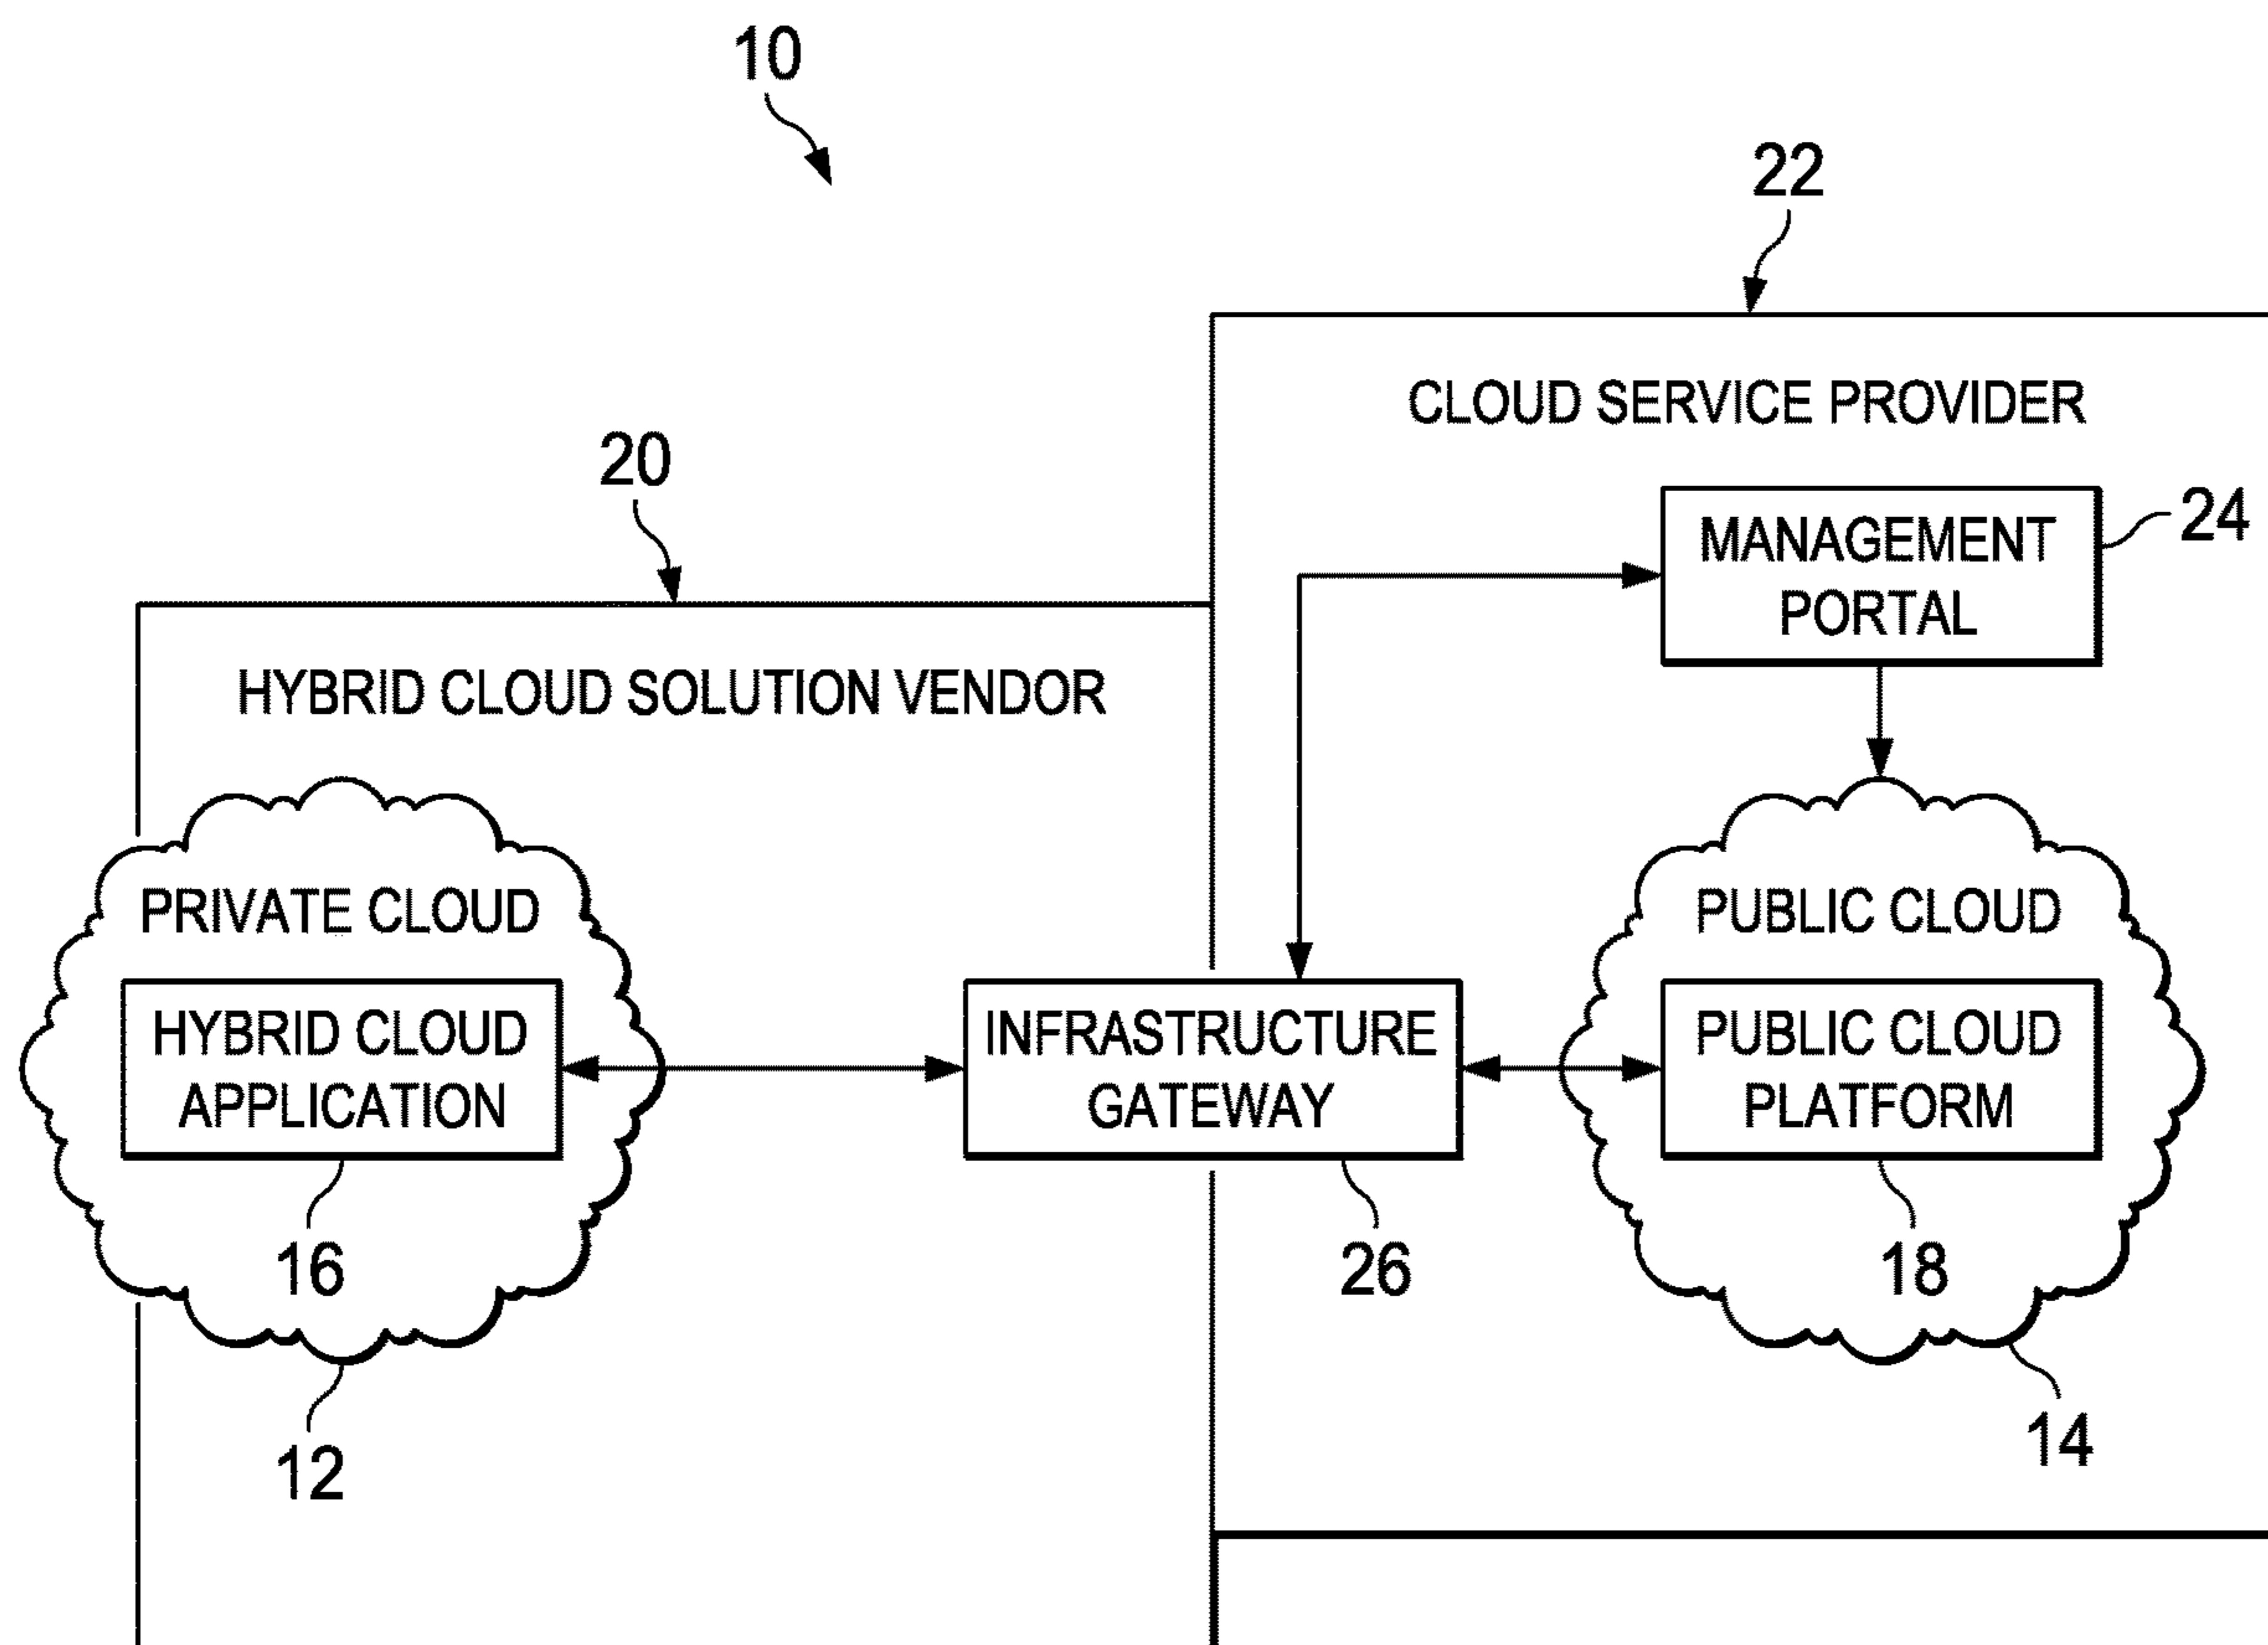 10
22
CLOUD SERVICE PROVIDER
20
MANAGEMENT
PORTAL
24
HYBRID CLOUD SOLUTION VENDOR
PRIVATE CLOUD
HYBRID CLOUD
APPLICATION
INFRASTRUCTURE
GATEWAY
PUBLIC CLOUD
PUBLIC CLOUD
PLATFORM
16
26
18
12
14